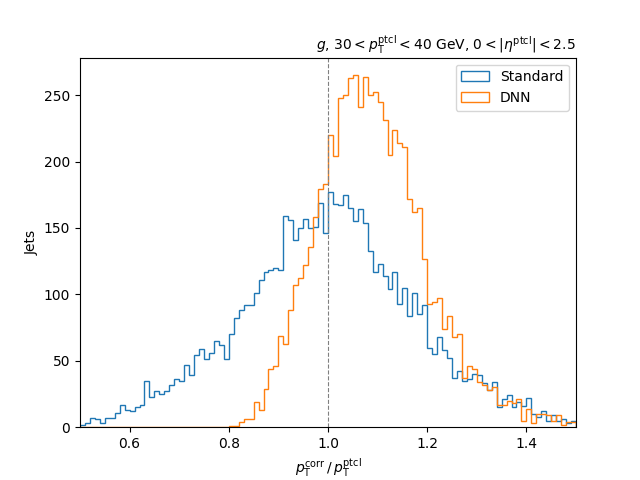 g, 30 < p_T^ptcl < 40 GeV, 0 < |η^ptcl| < 2.5
Standard
DNN
Jets
250
200
150
100
50
0
0.6 0.8 1.0 1.2 1.4
p_T^corr / p_T^ptcl